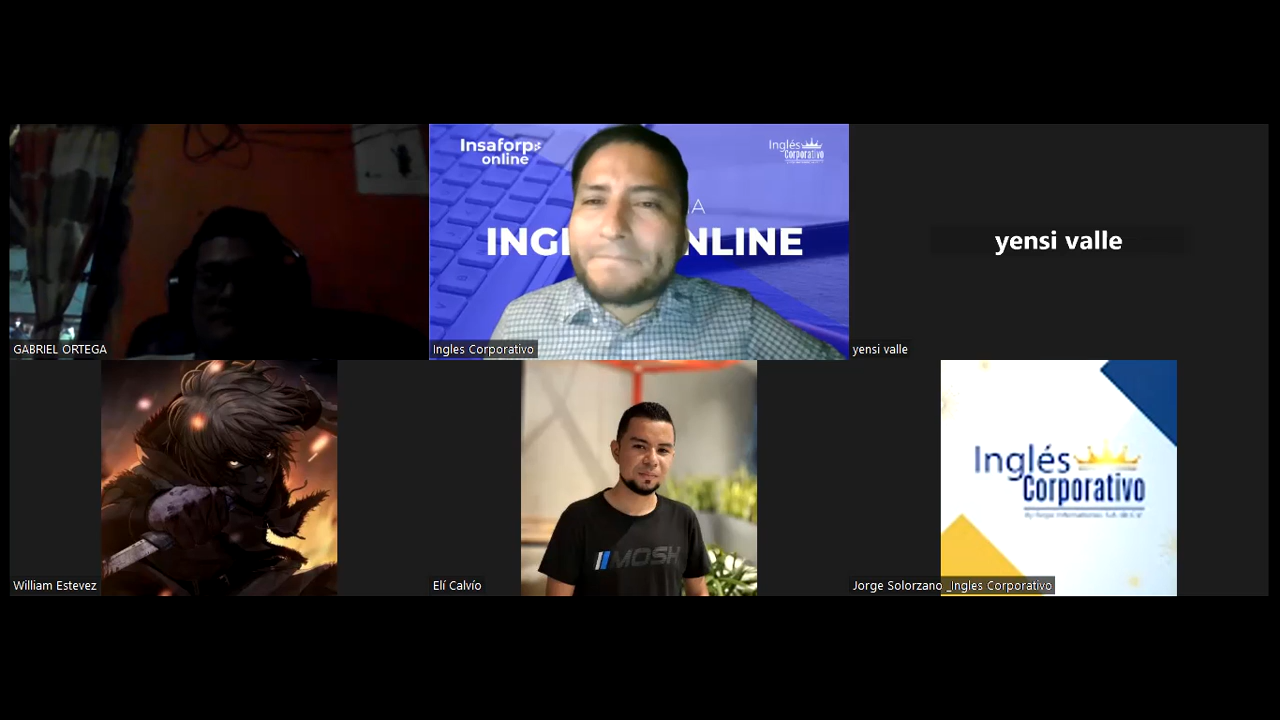 Insaforp
online
Inglés
Corporativo
INGL
NLINE
GABRIEL ORTEGA
Ingles Corporativo
yensi valle
yensi valle
MOSH
Inglés
Corporativo
William Estevez
Elí Calvío
Jorge Solorzano _Ingles Corporativo